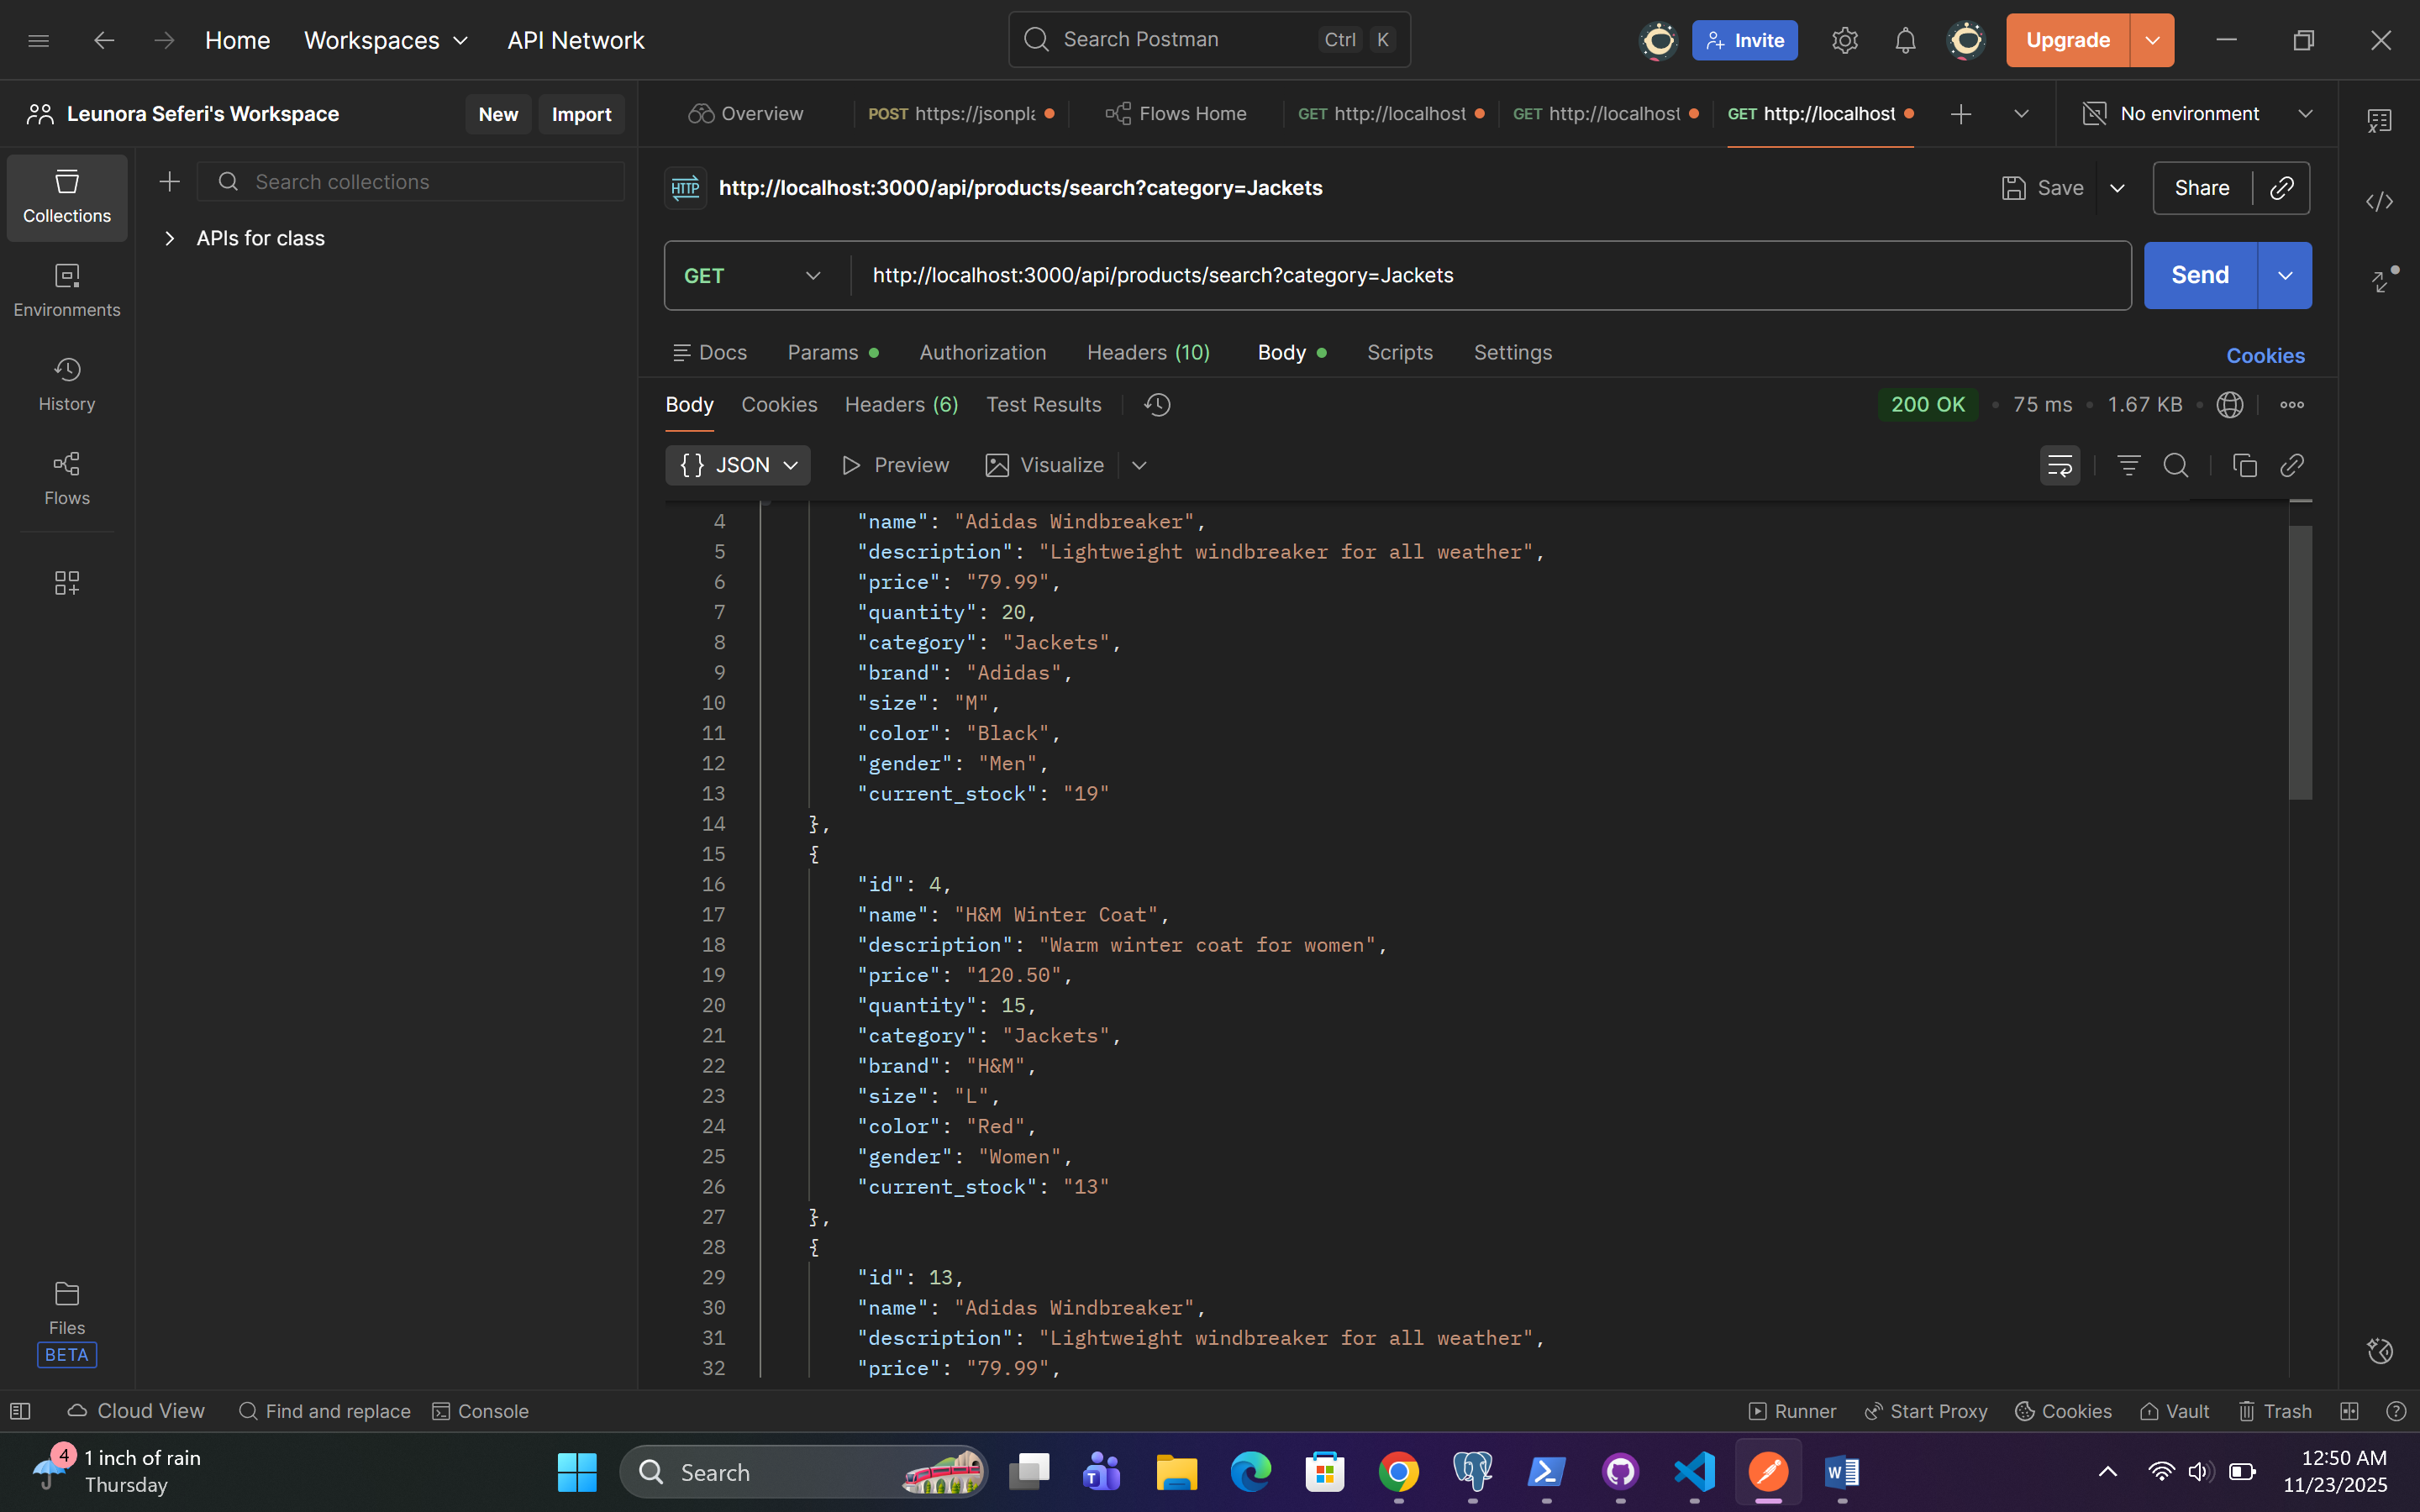 Home Workspaces API Network Search Postman Ctrl K Invite Upgrade
Leunora Seferi's Workspace New Import Overview POST https://jsonpla Flows Home GET http://localhost GET http://localhost GET http://localhost No environment
Collections Search collections
APIs for class
Environments
History
Flows
Files
BETA
HTTP http://localhost:3000/api/products/search?category=Jackets Save Share
GET http://localhost:3000/api/products/search?category=Jackets Send
Docs Params Authorization Headers (10) Body Scripts Settings Cookies
Body Cookies Headers (6) Test Results 200 OK 75 ms 1.67 KB
{} JSON Preview Visualize
4 "name": "Adidas Windbreaker",
5 "description": "Lightweight windbreaker for all weather",
6 "price": "79.99",
7 "quantity": 20,
8 "category": "Jackets",
9 "brand": "Adidas",
10 "size": "M",
11 "color": "Black",
12 "gender": "Men",
13 "current_stock": "19"
14 },
15 {
16 "id": 4,
17 "name": "H&M Winter Coat",
18 "description": "Warm winter coat for women",
19 "price": "120.50",
20 "quantity": 15,
21 "category": "Jackets",
22 "brand": "H&M",
23 "size": "L",
24 "color": "Red",
25 "gender": "Women",
26 "current_stock": "13"
27 },
28 {
29 "id": 13,
30 "name": "Adidas Windbreaker",
31 "description": "Lightweight windbreaker for all weather",
32 "price": "79.99",
Cloud View Find and replace Console Runner Start Proxy Cookies Vault Trash
4 1 inch of rain
Thursday
Search
12:50 AM
11/23/2025